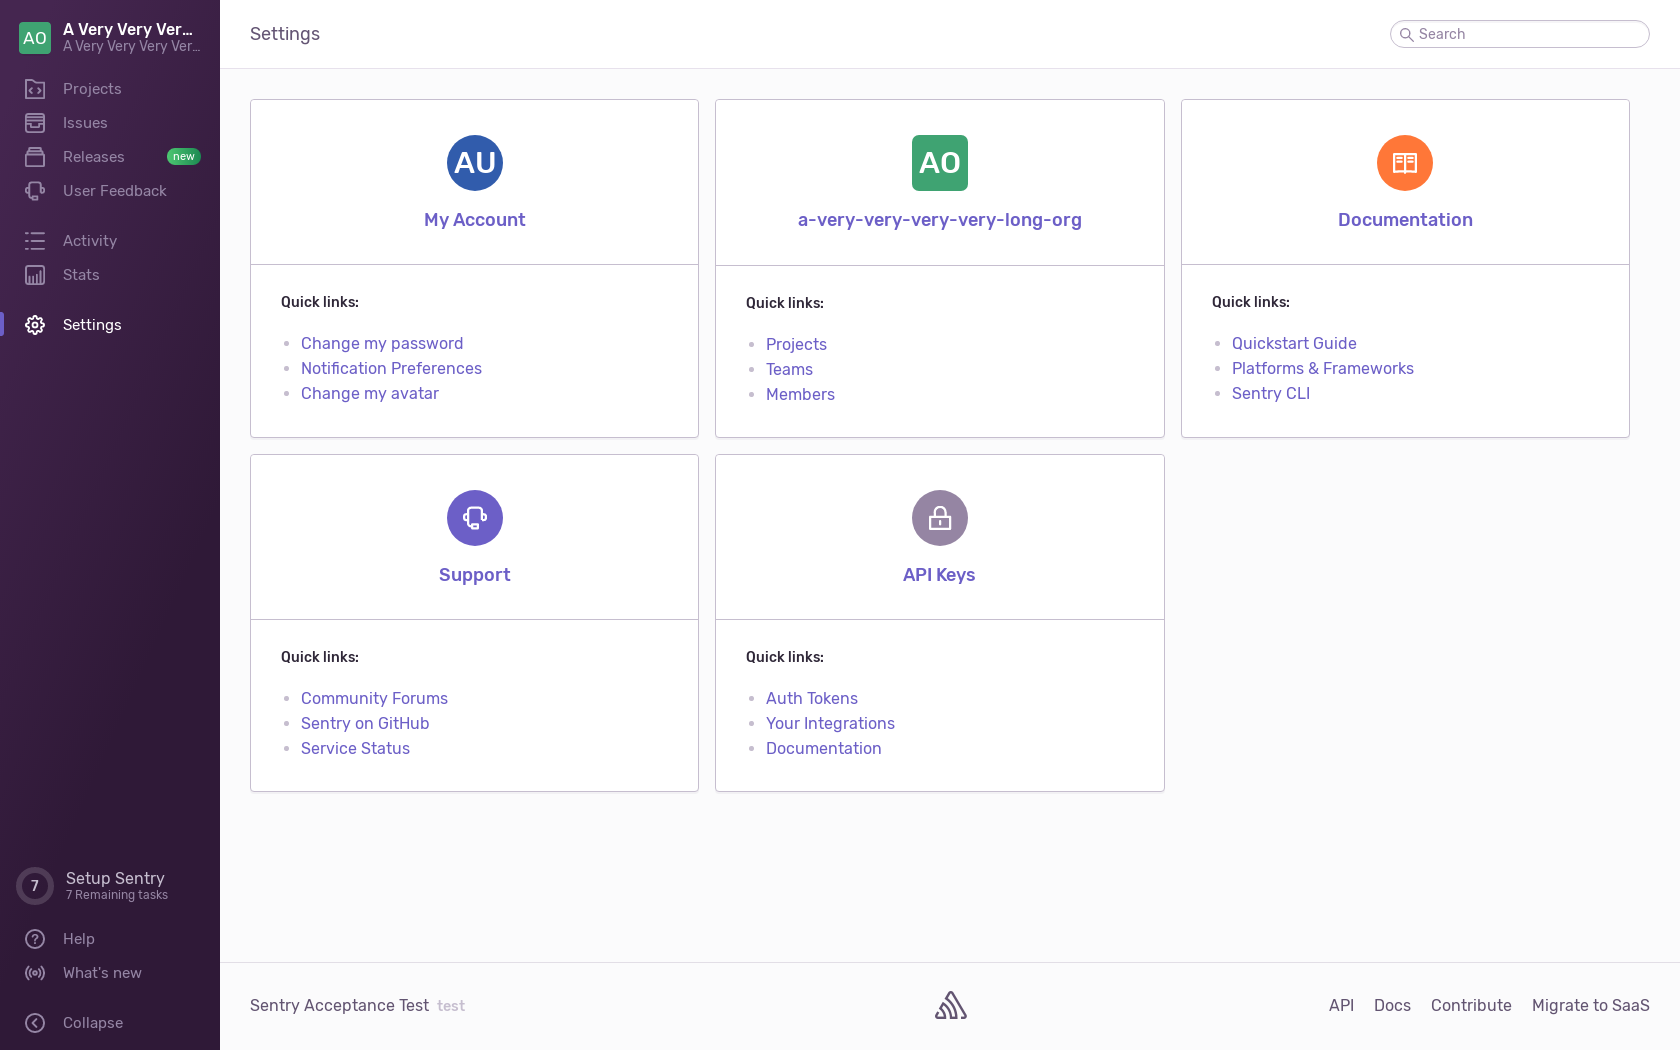 AO
A Very Very Ver...
A Very Very Very Ver...
Projects
Issues
Releases new
User Feedback
Activity
Stats
Settings
7
Setup Sentry
7 Remaining tasks
Help
What's new
Collapse
Settings
Search
AU
My Account
Quick links:
Change my password
Notification Preferences
Change my avatar
AO
a-very-very-very-very-long-org
Quick links:
Projects
Teams
Members
Documentation
Quick links:
Quickstart Guide
Platforms & Frameworks
Sentry CLI
Support
Quick links:
Community Forums
Sentry on GitHub
Service Status
API Keys
Quick links:
Auth Tokens
Your Integrations
Documentation
Sentry Acceptance Test test
API Docs Contribute Migrate to SaaS